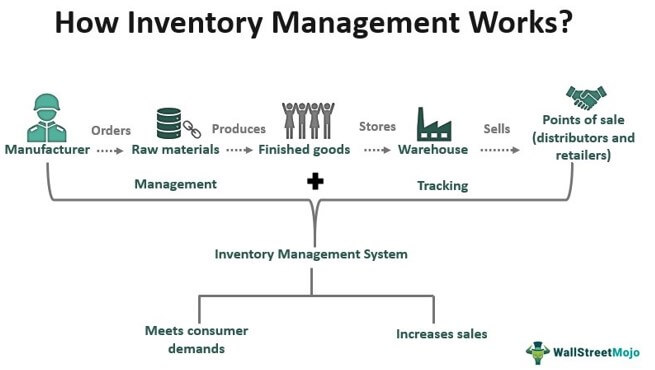 How Inventory Management Works?
Orders
Produces
Stores
Sells
Manufacturer
Raw materials
Finished goods
Warehouse
Points of sale
(distributors and
retailers)
Management
+
Tracking
Inventory Management System
Meets consumer
demands
Increases sales
WallStreetMojo